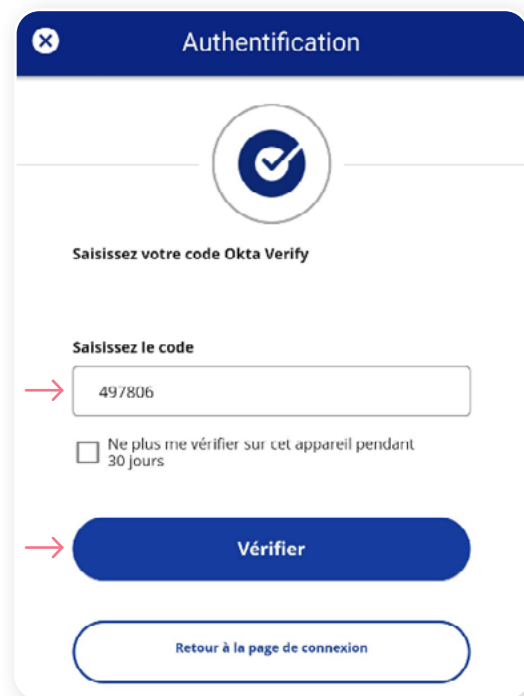 Authentification
Saisissez votre code Okta Verify
Saisissez le code
497806
Ne plus me vérifier sur cet appareil pendant
30 jours
Vérifier
Retour à la page de connexion